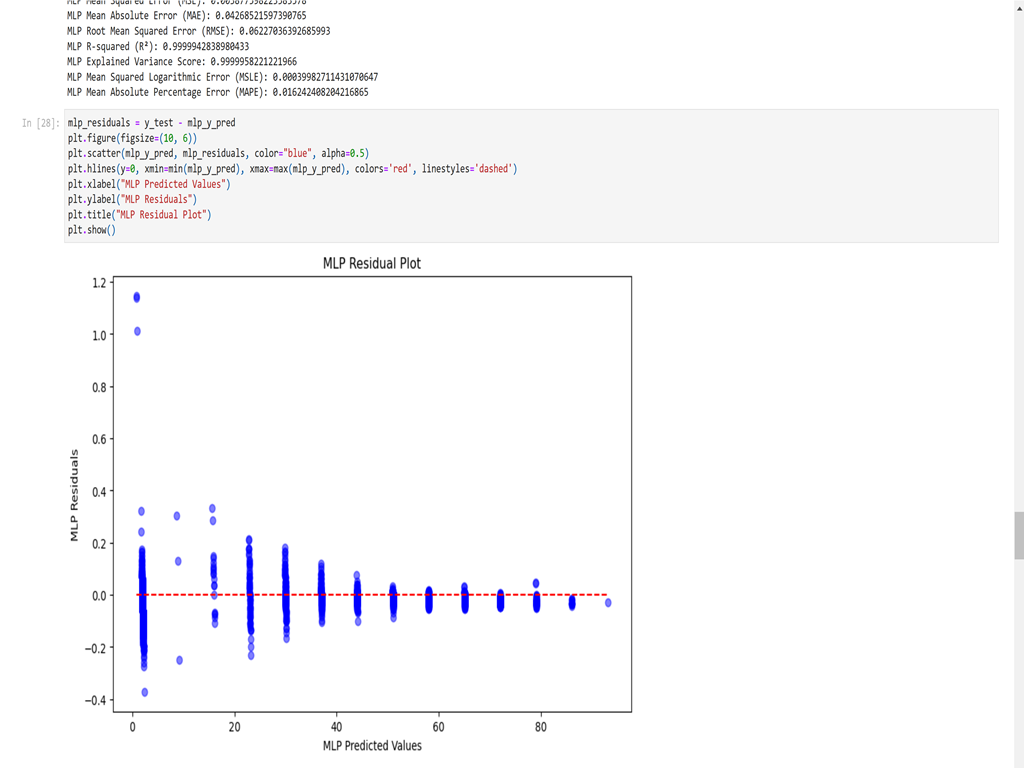 MLP Mean Absolute Error (MAE): 0.04268521597390765
MLP Root Mean Squared Error (RMSE): 0.06227036392685993
MLP R-squared (R²): 0.9999942838980433
MLP Explained Variance Score: 0.9999958221221966
MLP Mean Squared Logarithmic Error (MSLE): 0.00039982711431070647
MLP Mean Absolute Percentage Error (MAPE): 0.016242408204216865
In [28]:
mlp_residuals = y_test - mlp_y_pred
plt.figure(figsize=(10, 6))
plt.scatter(mlp_y_pred, mlp_residuals, color="blue", alpha=0.5)
plt.hlines(y=0, xmin=min(mlp_y_pred), xmax=max(mlp_y_pred), colors='red', linestyles='dashed')
plt.xlabel("MLP Predicted Values")
plt.ylabel("MLP Residuals")
plt.title("MLP Residual Plot")
plt.show()
MLP Residual Plot
1.2
1.0
0.8
0.6
0.4
0.2
0.0
−0.2
−0.4
MLP Residuals
0 20 40 60 80
MLP Predicted Values